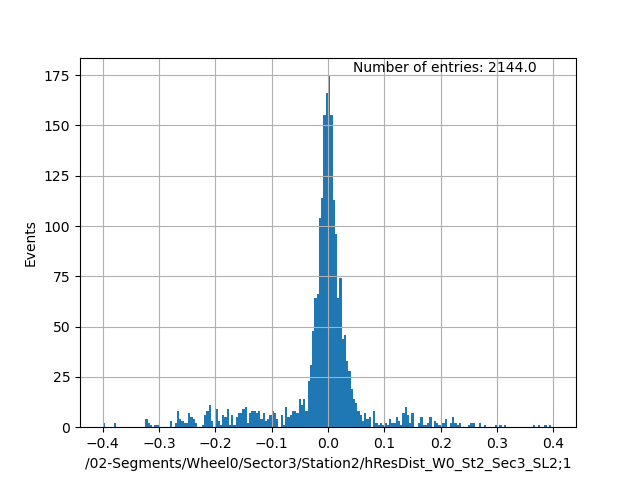 Number of entries: 2144.0
175
150
125
100
75
50
25
0
Events
−0.4 −0.3 −0.2 −0.1 0.0 0.1 0.2 0.3 0.4
/02-Segments/Wheel0/Sector3/Station2/hResDist_W0_St2_Sec3_SL2;1